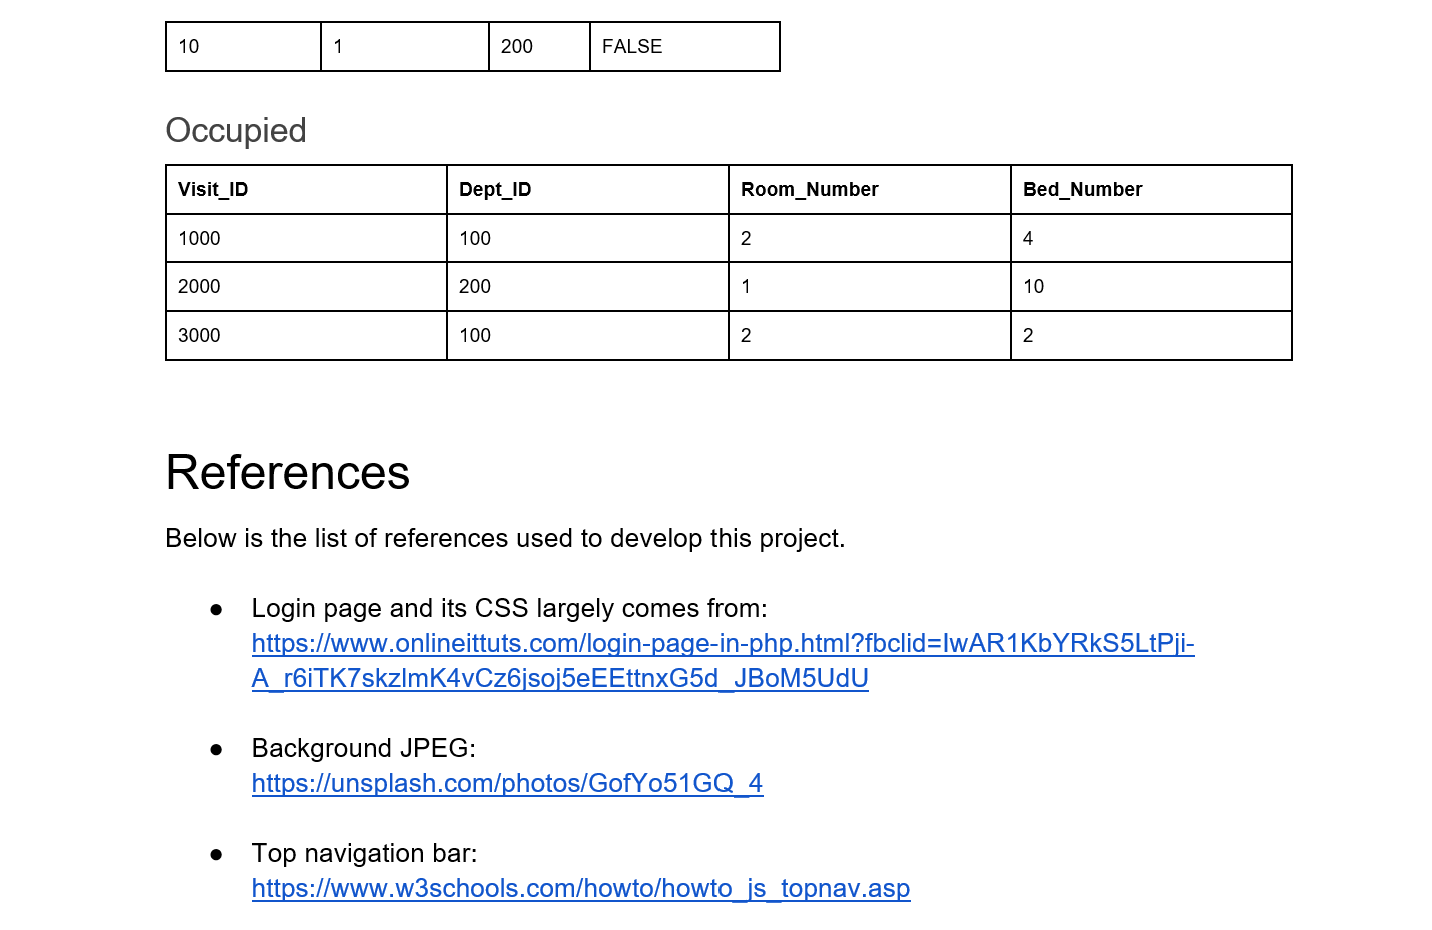 10 1 200 FALSE
Occupied
Visit_ID Dept_ID Room_Number Bed_Number
1000 100 2 4
2000 200 1 10
3000 100 2 2
References
Below is the list of references used to develop this project.
● Login page and its CSS largely comes from:
https://www.onlineittuts.com/login-page-in-php.html?fbclid=IwAR1KbYRkS5LtPji-
A_r6iTK7skzlmK4vCz6jsoj5eEEttnxG5d_JBoM5UdU
● Background JPEG:
https://unsplash.com/photos/GofYo51GQ_4
● Top navigation bar:
https://www.w3schools.com/howto/howto_js_topnav.asp